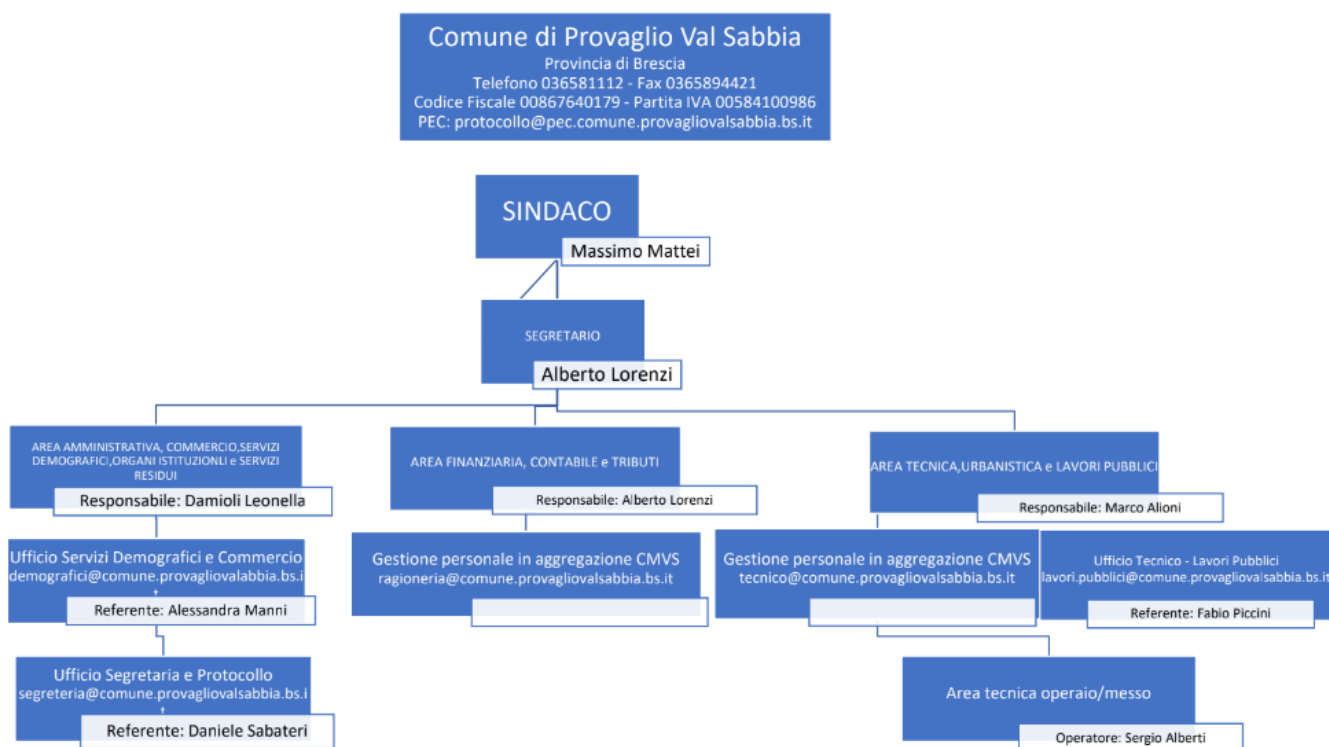 Comune di Provaglio Val Sabbia
Provincia di Brescia
Telefono 036581112 - Fax 0365894421
Codice Fiscale 00867640179 - Partita IVA 00584100986
PEC: protocollo@pec.comune.provagliovalsabbia.bs.it
SINDACO
Massimo Mattei
SEGRETARIO
Alberto Lorenzi
AREA AMMINISTRATIVA, COMMERCIO,SERVIZI
DEMOGRAFICI,ORGANI ISTITUZIONLI e SERVIZI
RESIDUI
Responsabile: Damioli Leonella
AREA FINANZIARIA, CONTABILE e TRIBUTI
Responsabile: Alberto Lorenzi
AREA TECNICA,URBANISTICA e LAVORI PUBBLICI
Responsabile: Marco Alioni
Ufficio Servizi Demografici e Commercio
demografici@comune.provagliovalabbia.bs.i
t
Referente: Alessandra Manni
Gestione personale in aggregazione CMVS
ragioneria@comune.provagliovalsabbia.bs.it
Gestione personale in aggregazione CMVS
tecnico@comune.provagliovalsabbia.bs.it
Ufficio Tecnico - Lavori Pubblici
lavori.pubblici@comune.provagliovalsabbia.bs.it
Referente: Fabio Piccini
Ufficio Segretaria e Protocollo
segreteria@comune.provagliovalsabbia.bs.i
t
Referente: Daniele Sabateri
Area tecnica operaio/messo
Operatore: Sergio Alberti